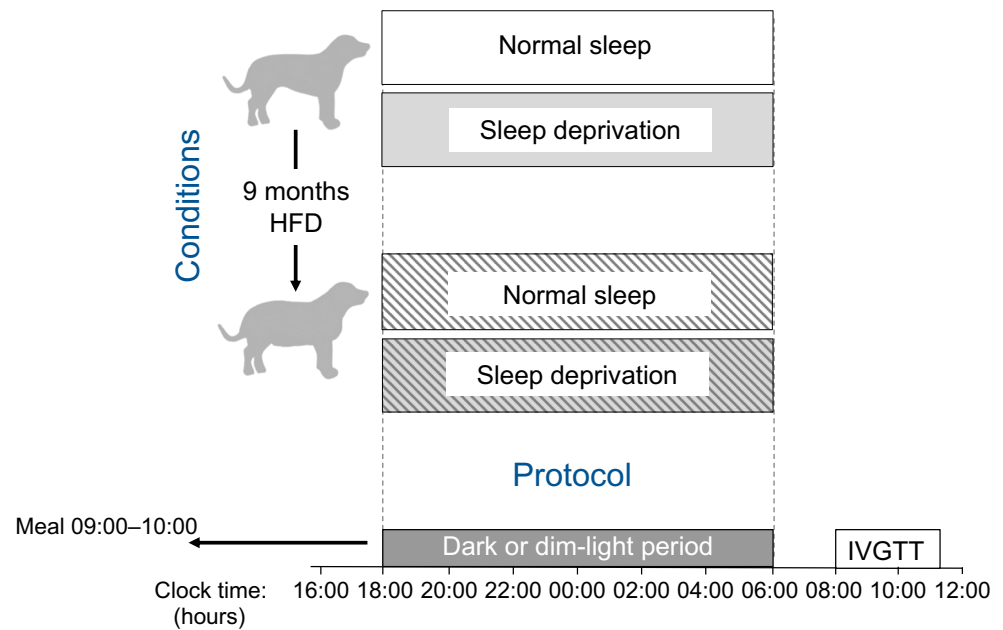 Normal sleep
Sleep deprivation
Conditions
9 months
HFD
Normal sleep
Sleep deprivation
Protocol
Meal 09:00–10:00
Dark or dim-light period
IVGTT
Clock time:
(hours)
16:00 18:00 20:00 22:00 00:00 02:00 04:00 06:00 08:00 10:00 12:00